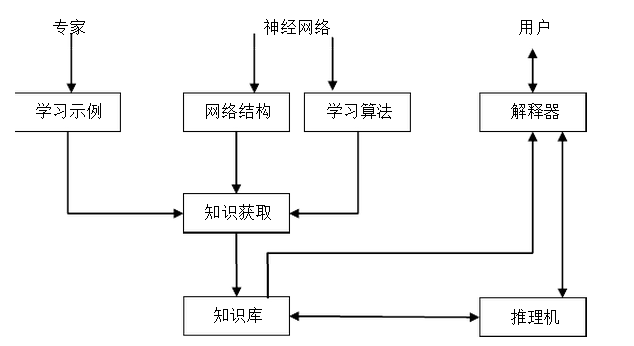 专家
神经网络
用户
学习示例
网络结构
学习算法
解释器
知识获取
知识库
推理机